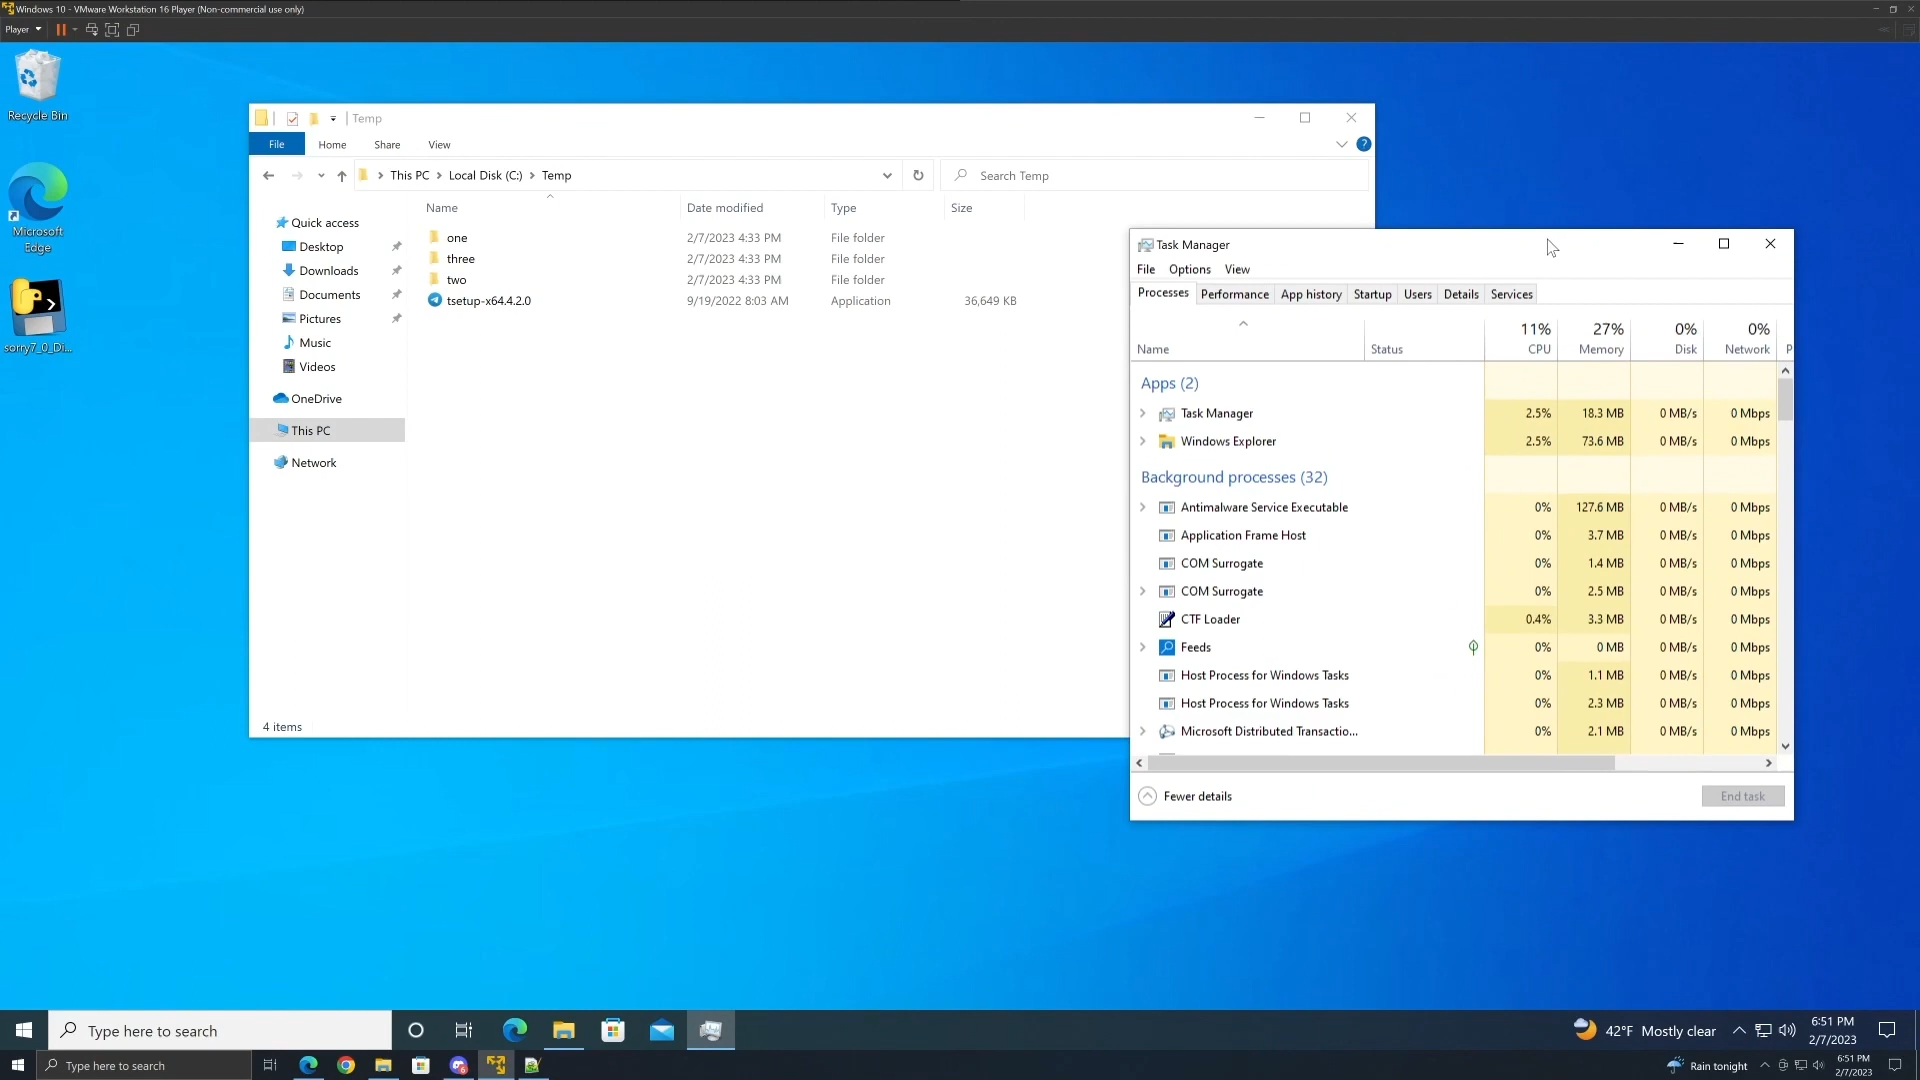 Windows 10 - VMware Workstation 16 Player (Non-commercial use only)
Player
Recycle Bin
Microsoft
Edge
sorry7_0_Di...
Temp
File Home Share View
This PC Local Disk (C:) Temp
Search Temp
Name Date modified Type Size
Quick access
Desktop
Downloads
Documents
Pictures
Music
Videos
OneDrive
This PC
Network
one 2/7/2023 4:33 PM File folder
three 2/7/2023 4:33 PM File folder
two 2/7/2023 4:33 PM File folder
tsetup-x64.4.2.0 9/19/2022 8:03 AM Application 36,649 KB
4 items
Task Manager
File Options View
Processes Performance App history Startup Users Details Services
11% 27% 0% 0%
Name Status CPU Memory Disk Network P
Apps (2)
Task Manager 2.5% 18.3 MB 0 MB/s 0 Mbps
Windows Explorer 2.5% 73.6 MB 0 MB/s 0 Mbps
Background processes (32)
Antimalware Service Executable 0% 127.6 MB 0 MB/s 0 Mbps
Application Frame Host 0% 3.7 MB 0 MB/s 0 Mbps
COM Surrogate 0% 1.4 MB 0 MB/s 0 Mbps
COM Surrogate 0% 2.5 MB 0 MB/s 0 Mbps
CTF Loader 0.4% 3.3 MB 0 MB/s 0 Mbps
Feeds 0% 0 MB 0 MB/s 0 Mbps
Host Process for Windows Tasks 0% 1.1 MB 0 MB/s 0 Mbps
Host Process for Windows Tasks 0% 2.3 MB 0 MB/s 0 Mbps
Microsoft Distributed Transactio... 0% 2.1 MB 0 MB/s 0 Mbps
Fewer details
End task
Type here to search
42°F Mostly clear
6:51 PM
2/7/2023
Type here to search
Rain tonight
6:51 PM
2/7/2023